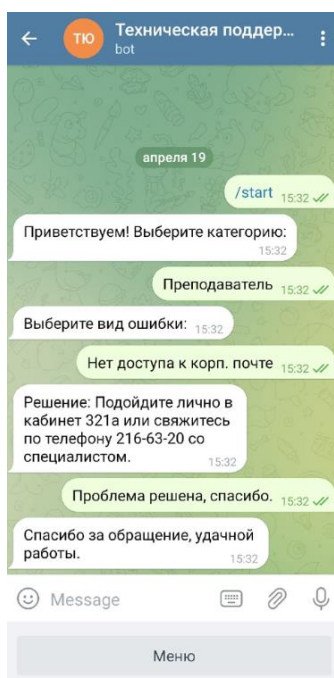 ТЮ
Техническая поддер...
bot
апреля 19
/start 15:32
Приветствуем! Выберите категорию:
15:32
Преподаватель 15:32
Выберите вид ошибки: 15:32
Нет доступа к корп. почте 15:32
Решение: Подойдите лично в
кабинет 321а или свяжитесь
по телефону 216-63-20 со
специалистом. 15:32
Проблема решена, спасибо. 15:32
Спасибо за обращение, удачной
работы. 15:32
Message
Меню